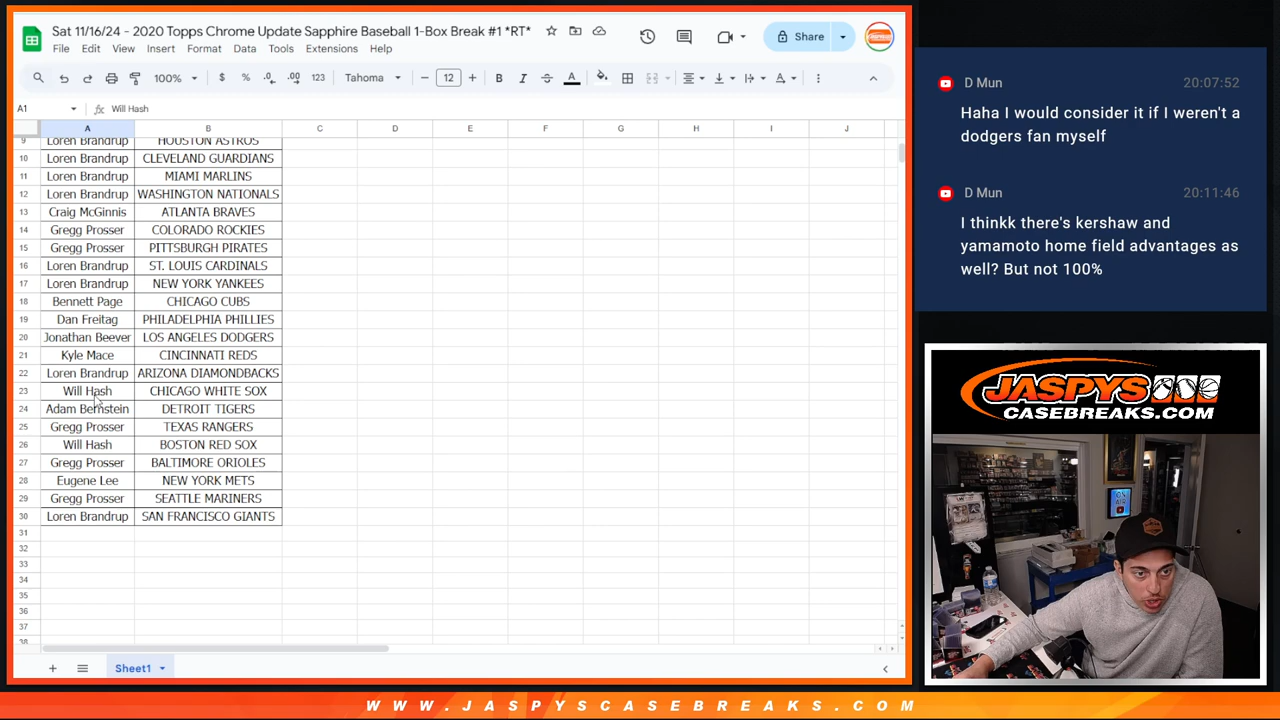 Sat 11/16/24 - 2020 Topps Chrome Update Sapphire Baseball 1-Box Break #1 *RT*
File Edit View Insert Format Data Tools Extensions Help
Share
100% $ % .0 .00 123 Tahoma - 12 + B I
A1 Will Hash
A B C D E F G H I J
9 Loren Brandrup HOUSTON ASTROS
10 Loren Brandrup CLEVELAND GUARDIANS
11 Loren Brandrup MIAMI MARLINS
12 Loren Brandrup WASHINGTON NATIONALS
13 Craig McGinnis ATLANTA BRAVES
14 Gregg Prosser COLORADO ROCKIES
15 Gregg Prosser PITTSBURGH PIRATES
16 Loren Brandrup ST. LOUIS CARDINALS
17 Loren Brandrup NEW YORK YANKEES
18 Bennett Page CHICAGO CUBS
19 Dan Freitag PHILADELPHIA PHILLIES
20 Jonathan Beever LOS ANGELES DODGERS
21 Kyle Mace CINCINNATI REDS
22 Loren Brandrup ARIZONA DIAMONDBACKS
23 Will Hash CHICAGO WHITE SOX
24 Adam Bernstein DETROIT TIGERS
25 Gregg Prosser TEXAS RANGERS
26 Will Hash BOSTON RED SOX
27 Gregg Prosser BALTIMORE ORIOLES
28 Eugene Lee NEW YORK METS
29 Gregg Prosser SEATTLE MARINERS
30 Loren Brandrup SAN FRANCISCO GIANTS
31
32
33
34
35
36
37
38
Sheet1
D Mun 20:07:52
Haha I would consider it if I weren't a
dodgers fan myself
D Mun 20:11:46
I thinkk there's kershaw and
yamamoto home field advantages as
well? But not 100%
JASPYS
CASEBREAKS.COM
ON
AIR
WWW.JASPYSCASEBREAKS.COM